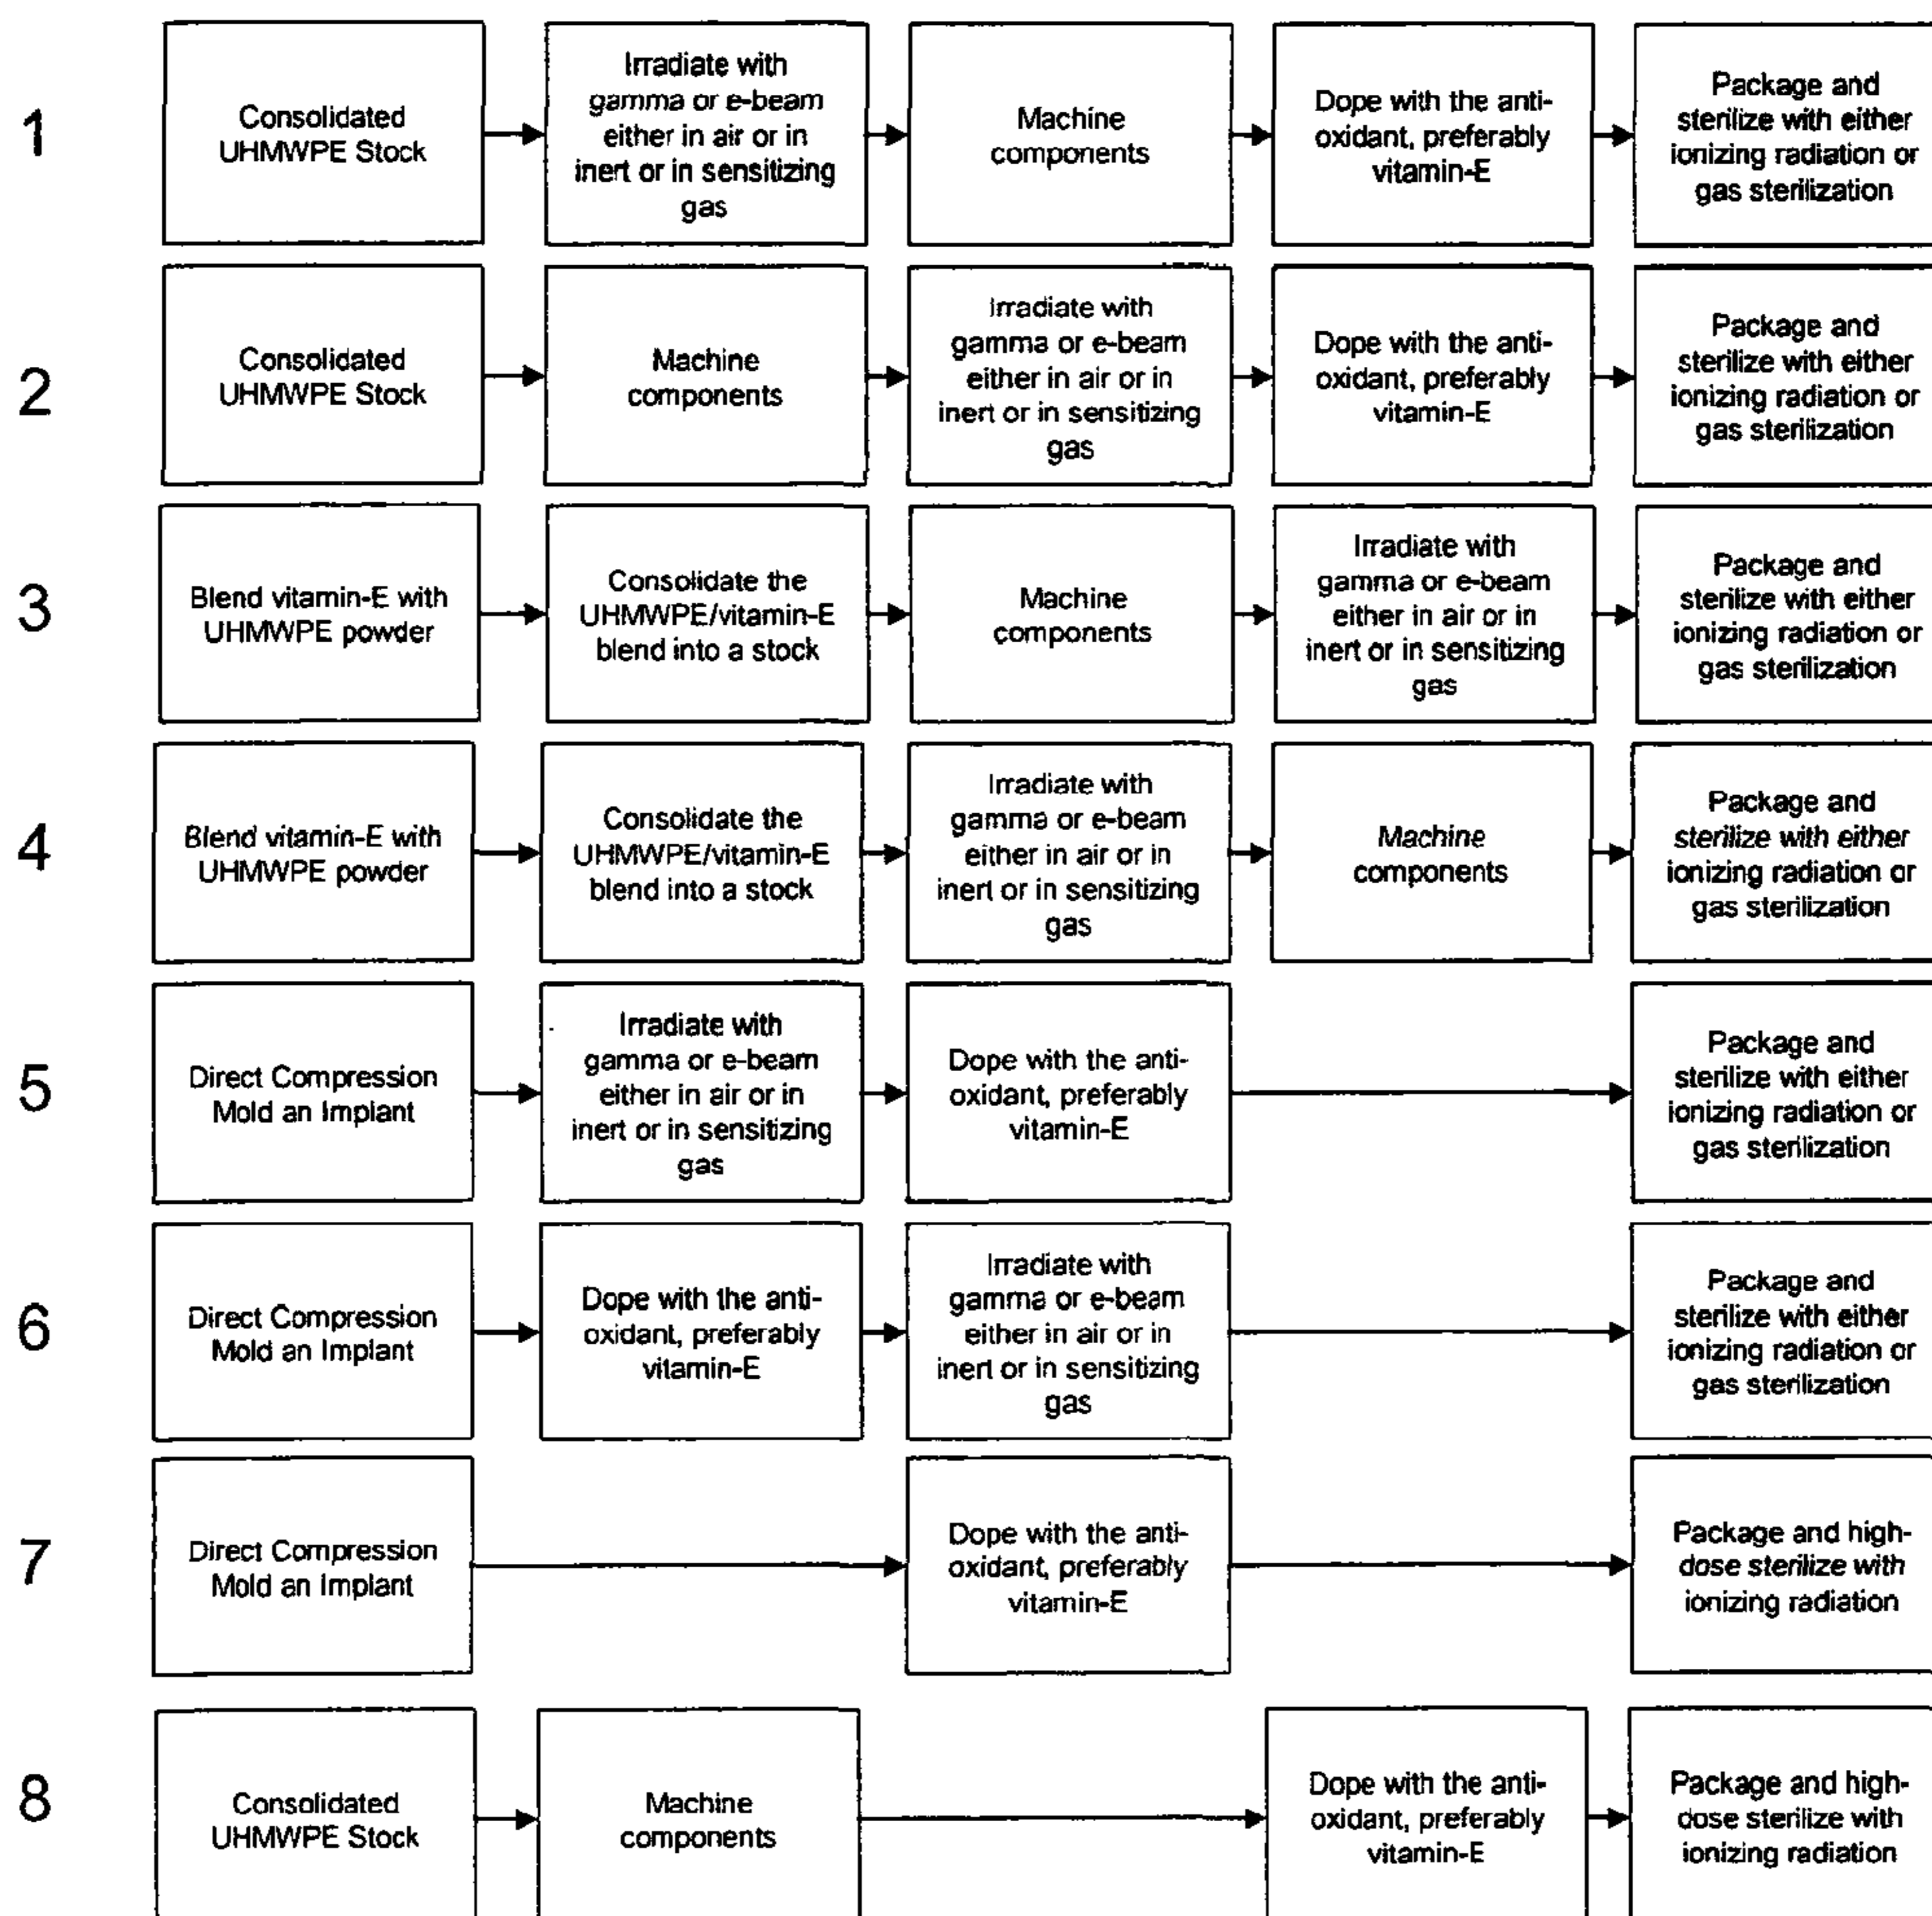 1
Consolidated
UHMWPE Stock
Irradiate with
gamma or e-beam
either in air or in
inert or in sensitizing
gas
Machine
components
Dope with the anti-
oxidant, preferably
vitamin-E
Package and
sterilize with either
ionizing radiation or
gas sterilization
2
Consolidated
UHMWPE Stock
Machine
components
Irradiate with
gamma or e-beam
either in air or in
inert or in sensitizing
gas
Dope with the anti-
oxidant, preferably
vitamin-E
Package and
sterilize with either
ionizing radiation or
gas sterilization
3
Blend vitamin-E with
UHMWPE powder
Consolidate the
UHMWPE/vitamin-E
blend into a stock
Machine
components
Irradiate with
gamma or e-beam
either in air or in
inert or in sensitizing
gas
Package and
sterilize with either
ionizing radiation or
gas sterilization
4
Blend vitamin-E with
UHMWPE powder
Consolidate the
UHMWPE/vitamin-E
blend into a stock
Irradiate with
gamma or e-beam
either in air or in
inert or in sensitizing
gas
Machine
components
Package and
sterilize with either
ionizing radiation or
gas sterilization
5
Direct Compression
Mold an Implant
Irradiate with
gamma or e-beam
either in air or in
inert or in sensitizing
gas
Dope with the anti-
oxidant, preferably
vitamin-E
Package and
sterilize with either
ionizing radiation or
gas sterilization
6
Direct Compression
Mold an Implant
Dope with the anti-
oxidant, preferably
vitamin-E
Irradiate with
gamma or e-beam
either in air or in
inert or in sensitizing
gas
Package and
sterilize with either
ionizing radiation or
gas sterilization
7
Direct Compression
Mold an Implant
Dope with the anti-
oxidant, preferably
vitamin-E
Package and high-
dose sterilize with
ionizing radiation
8
Consolidated
UHMWPE Stock
Machine
components
Dope with the anti-
oxidant, preferably
vitamin-E
Package and high-
dose sterilize with
ionizing radiation